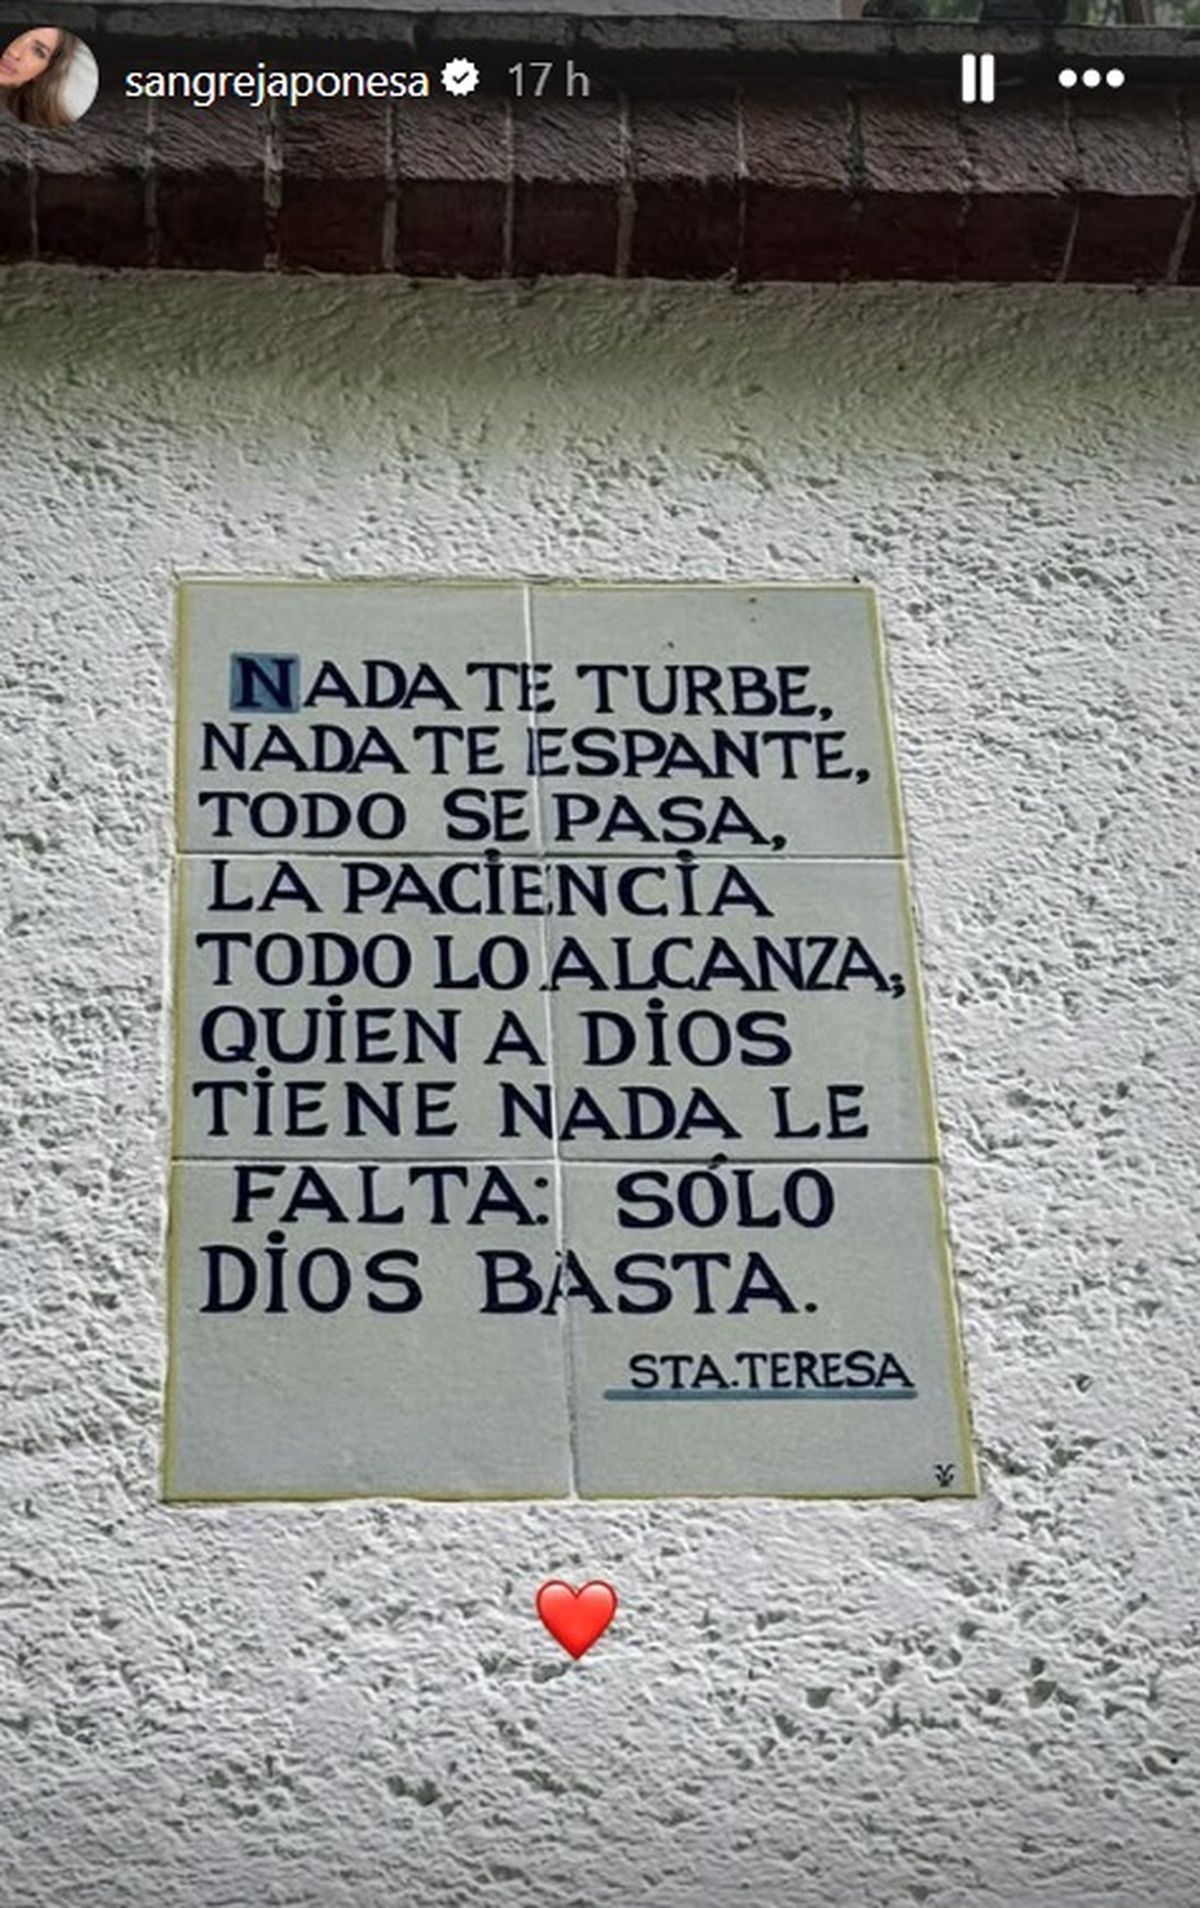 sangrejaponesa 17 h
NADA TE TURBE,
NADA TE ESPANTE,
TODO SE PASA,
LA PACIENCIA
TODO LO ALCANZA;
QUIEN A DIOS
TIENE NADA LE
FALTA: SÓLO
DIOS BASTA.
STA. TERESA